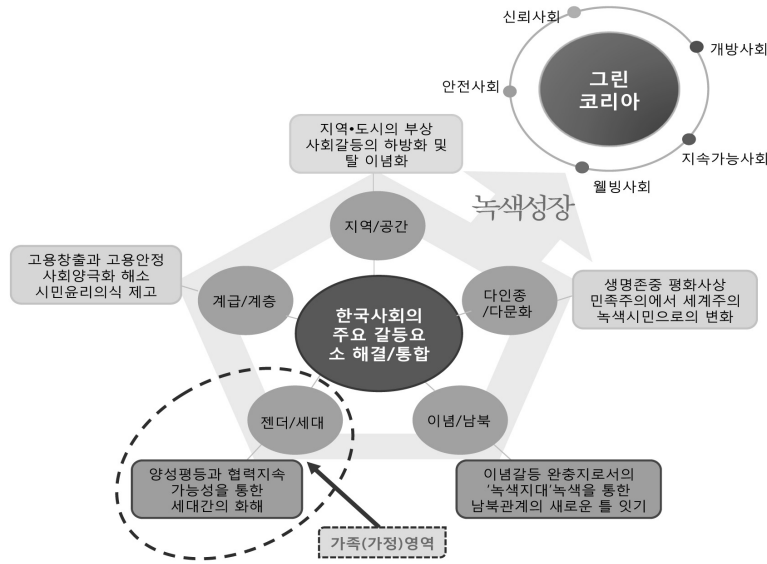 신뢰사회
개방사회
그린
코리아
안전사회
지속가능사회
웰빙사회
지역•도시의 부상
사회갈등의 하방화 및
탈 이념화
녹색성장
지역/공간
고용창출과 고용안정
사회양극화 해소
시민윤리의식 제고
계급/계층
한국사회의
주요 갈등요
소 해결/통합
다인종
/다문화
생명존중 평화사상
민족주의에서 세계주의
녹색시민으로의 변화
젠더/세대
이념/남북
양성평등과 협력지속
가능성을 통한
세대간의 화해
이념갈등 완충지로서의
‘녹색지대’녹색을 통한
남북관계의 새로운 틀 잇기
가족(가정)영역